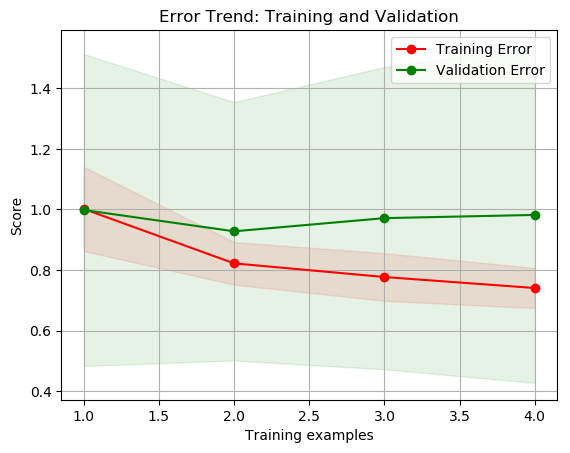 Error Trend: Training and Validation
Training Error
Validation Error
Score
1.4
1.2
1.0
0.8
0.6
0.4
1.0 1.5 2.0 2.5 3.0 3.5 4.0
Training examples